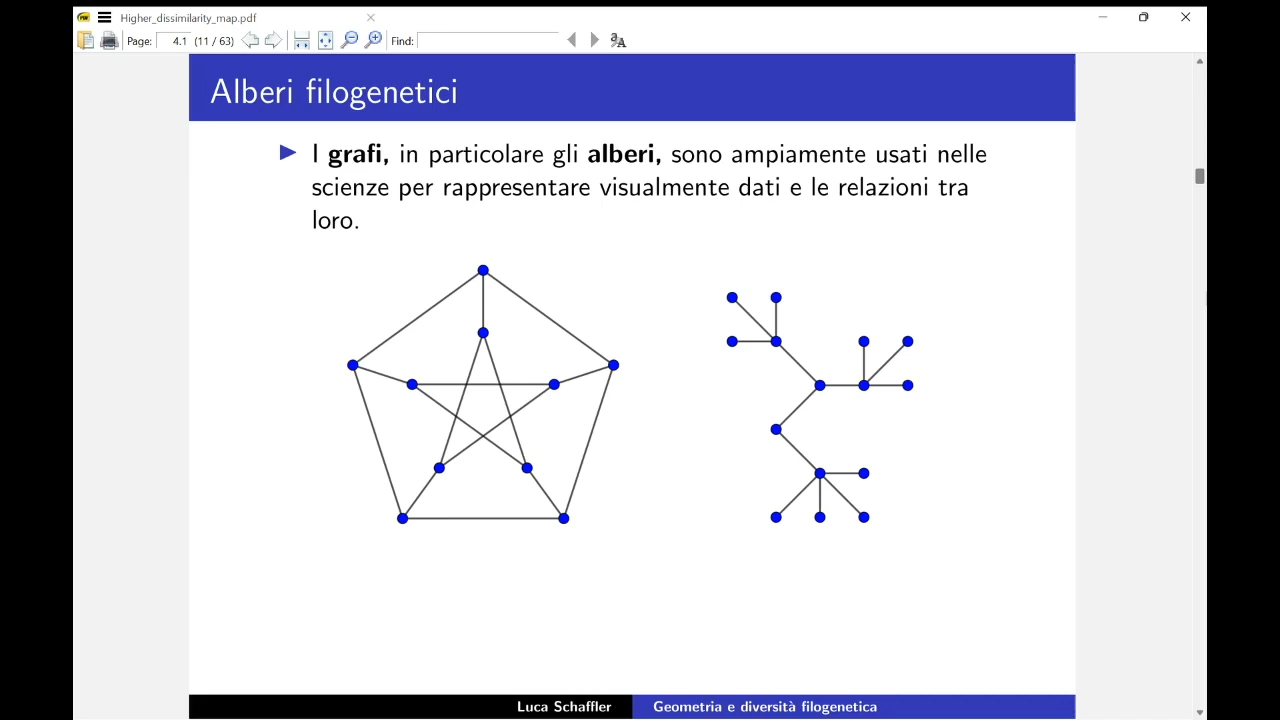 Higher_dissimilarity_map.pdf
Page: 4.1 (11 / 63) Find:
Alberi filogenetici
I grafi, in particolare gli alberi, sono ampiamente usati nelle
scienze per rappresentare visualmente dati e le relazioni tra
loro.
Luca Schaffler Geometria e diversità filogenetica